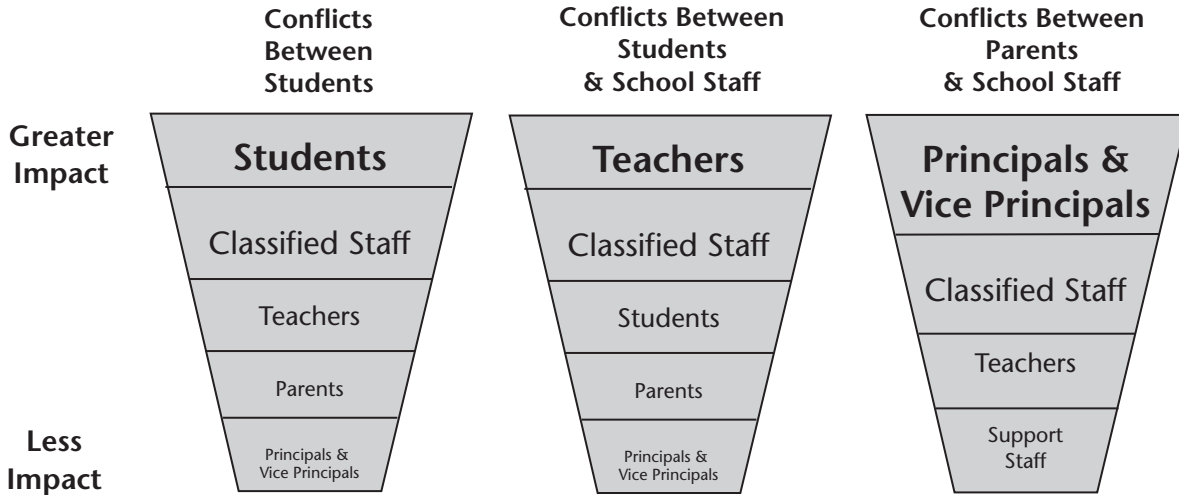 Conflicts
Between
Students
Conflicts Between
Students
& School Staff
Conflicts Between
Parents
& School Staff
Greater
Impact
Students
Classified Staff
Teachers
Parents
Principals &
Vice Principals
Teachers
Classified Staff
Students
Parents
Principals &
Vice Principals
Principals &
Vice Principals
Classified Staff
Teachers
Support
Staff
Less
Impact